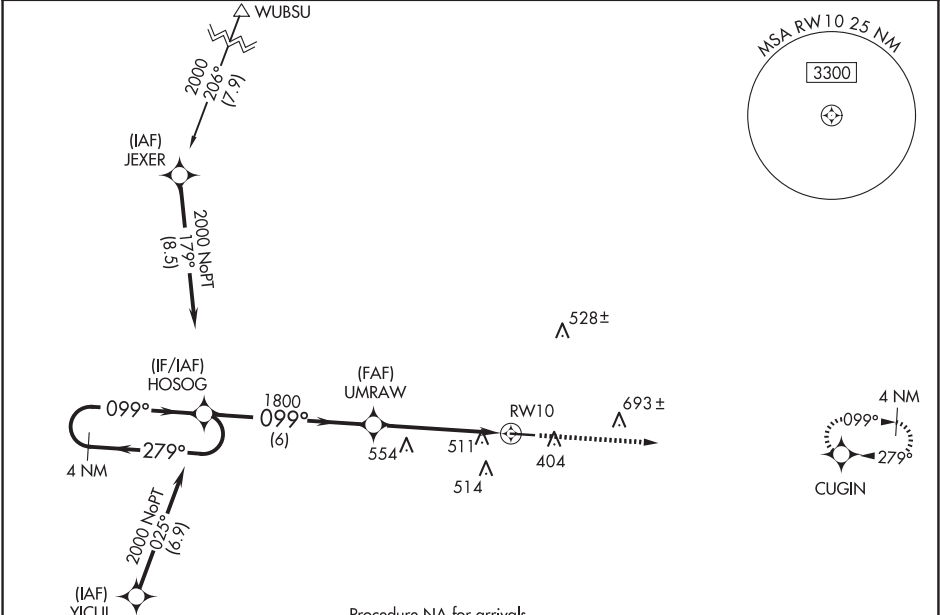 WUBSU
MSA RW10 25 NM
3300
2000
206°
(7.9)
(IAF)
JEXER
2000 NoPT
179°
(8.5)
528±
(IF/IAF)
HOSOG
(FAF)
UMRAW
099°
1800
099°
(6)
RW10
693±
4 NM
099°
279°
4 NM
554
511
404
279°
514
CUGIN
2000 NoPT
025°
(6.9)
(IAF)
Procedure NA for arrivals